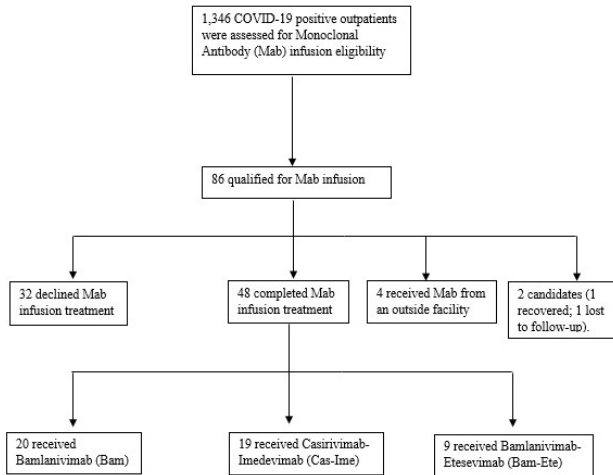 1,346 COVID-19 positive outpatients
were assessed for Monoclonal
Antibody (Mab) infusion eligibility
86 qualified for Mab infusion
32 declined Mab
infusion treatment
48 completed Mab
infusion treatment
4 received Mab from
an outside facility
2 candidates (1
recovered; 1 lost
to follow-up).
20 received
Bamlanivimab (Bam)
19 received Casirivimab-
Imedevimab (Cas-Ime)
9 received Bamlanivimab-
Etesevimab (Bam-Ete)